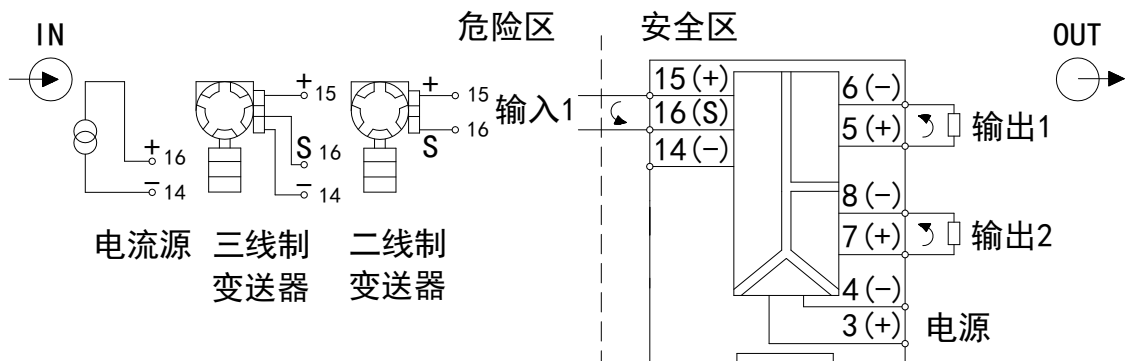 IN
危险区
安全区
OUT
+
15
S
16
-
14
+
15
S
16
+
16
-
14
输入1
15(+)
16(S)
14(-)
6(-)
5(+)
输出1
8(-)
7(+)
输出2
4(-)
3(+)
电源
电流源
三线制
变送器
二线制
变送器